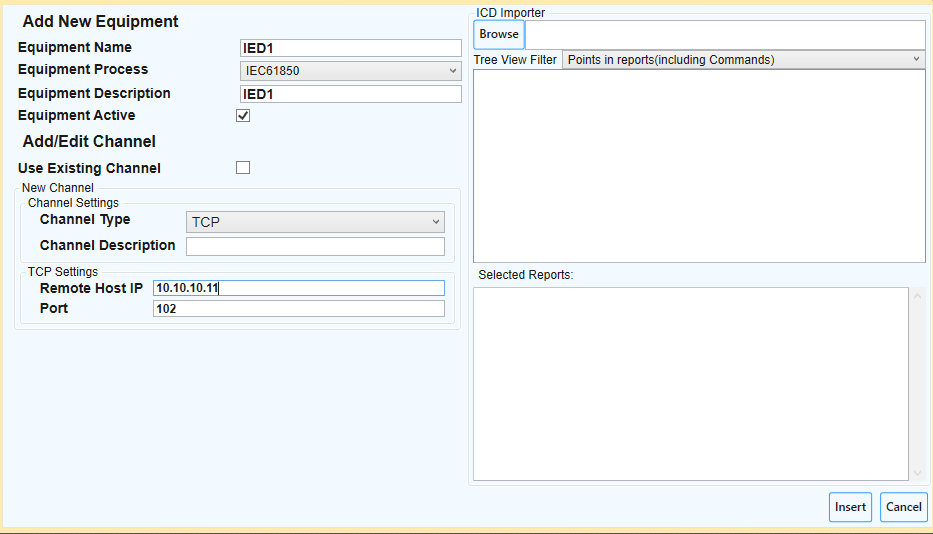 Add New Equipment
Equipment Name IED1
Equipment Process IEC61850
Equipment Description IED1
Equipment Active
Add/Edit Channel
Use Existing Channel
New Channel
Channel Settings
Channel Type TCP
Channel Description
TCP Settings
Remote Host IP 10.10.10.11
Port 102
ICD Importer
Browse
Tree View Filter Points in reports(including Commands)
Selected Reports:
Insert Cancel